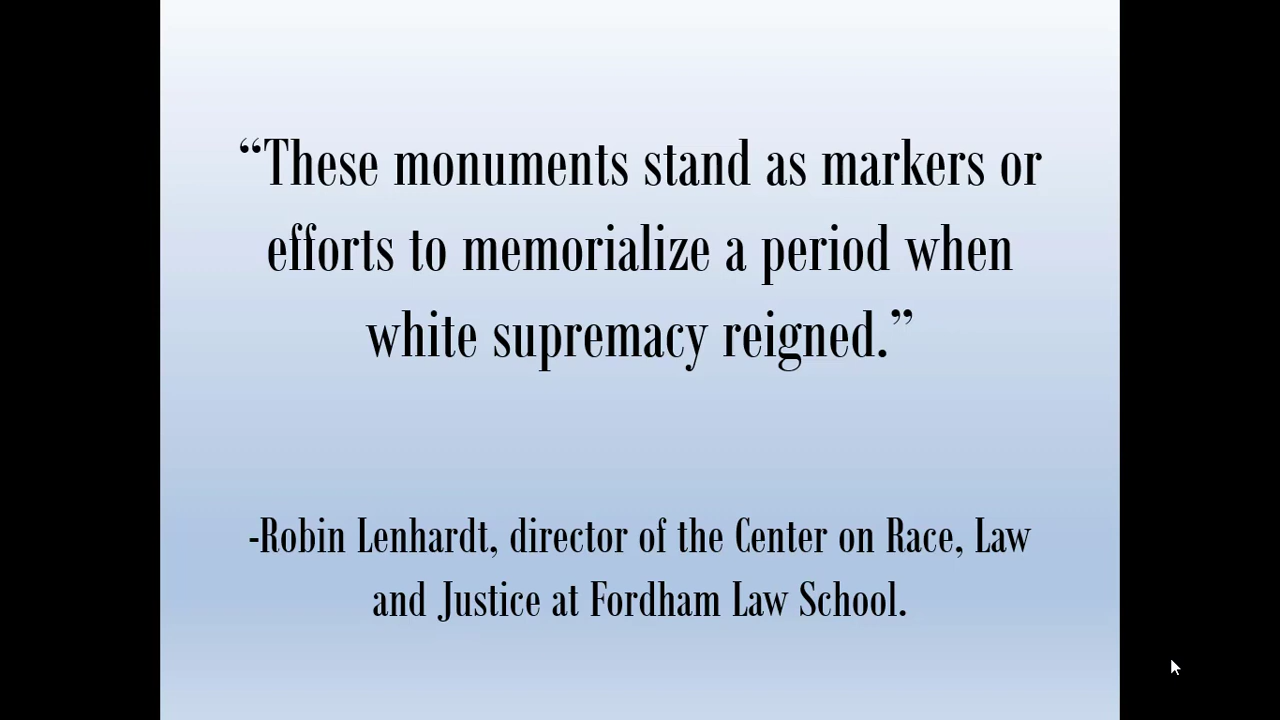 “These monuments stand as markers or
efforts to memorialize a period when
white supremacy reigned.”
-Robin Lenhardt, director of the Center on Race, Law
and Justice at Fordham Law School.